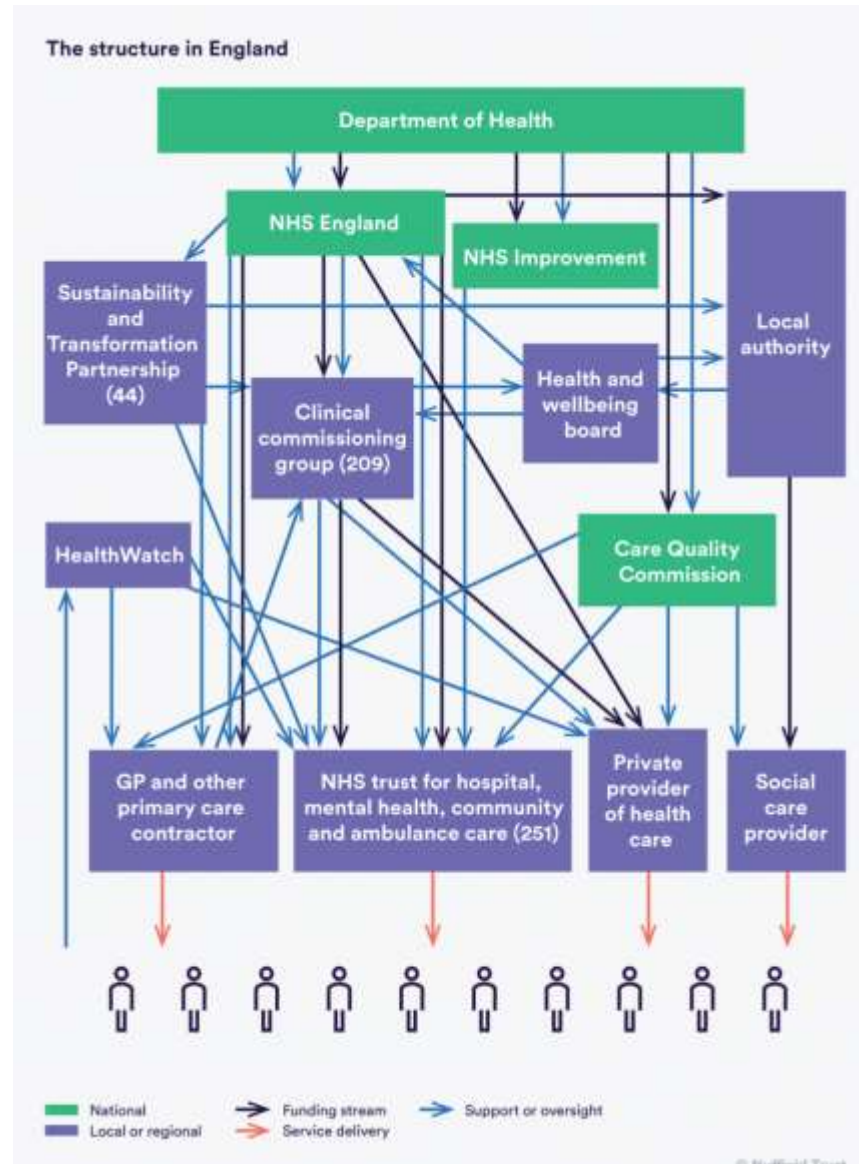 The structure in England
Department of Health
NHS England
NHS Improvement
Sustainability
and
Transformation
Partnership
(44)
Local
authority
Clinical
commissioning
group (209)
Health and
wellbeing
board
HealthWatch
Care Quality
Commission
GP and other
primary care
contractor
NHS trust for hospital,
mental health, community
and ambulance care (251)
Private
provider
of health
care
Social
care
provider
National
Funding stream
Support or oversight
Local or regional
Service delivery
© Nuffield Trust